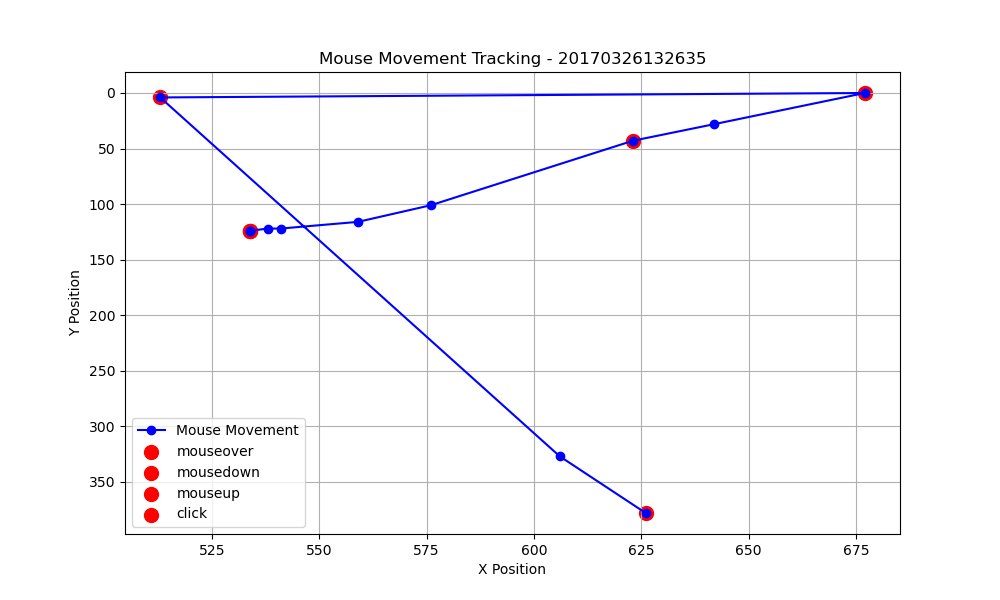 Mouse Movement Tracking - 20170326132635
0
50
100
150
200
250
300
350
Y Position
Mouse Movement
mouseover
mousedown
mouseup
click
525
550
575
600
625
650
675
X Position